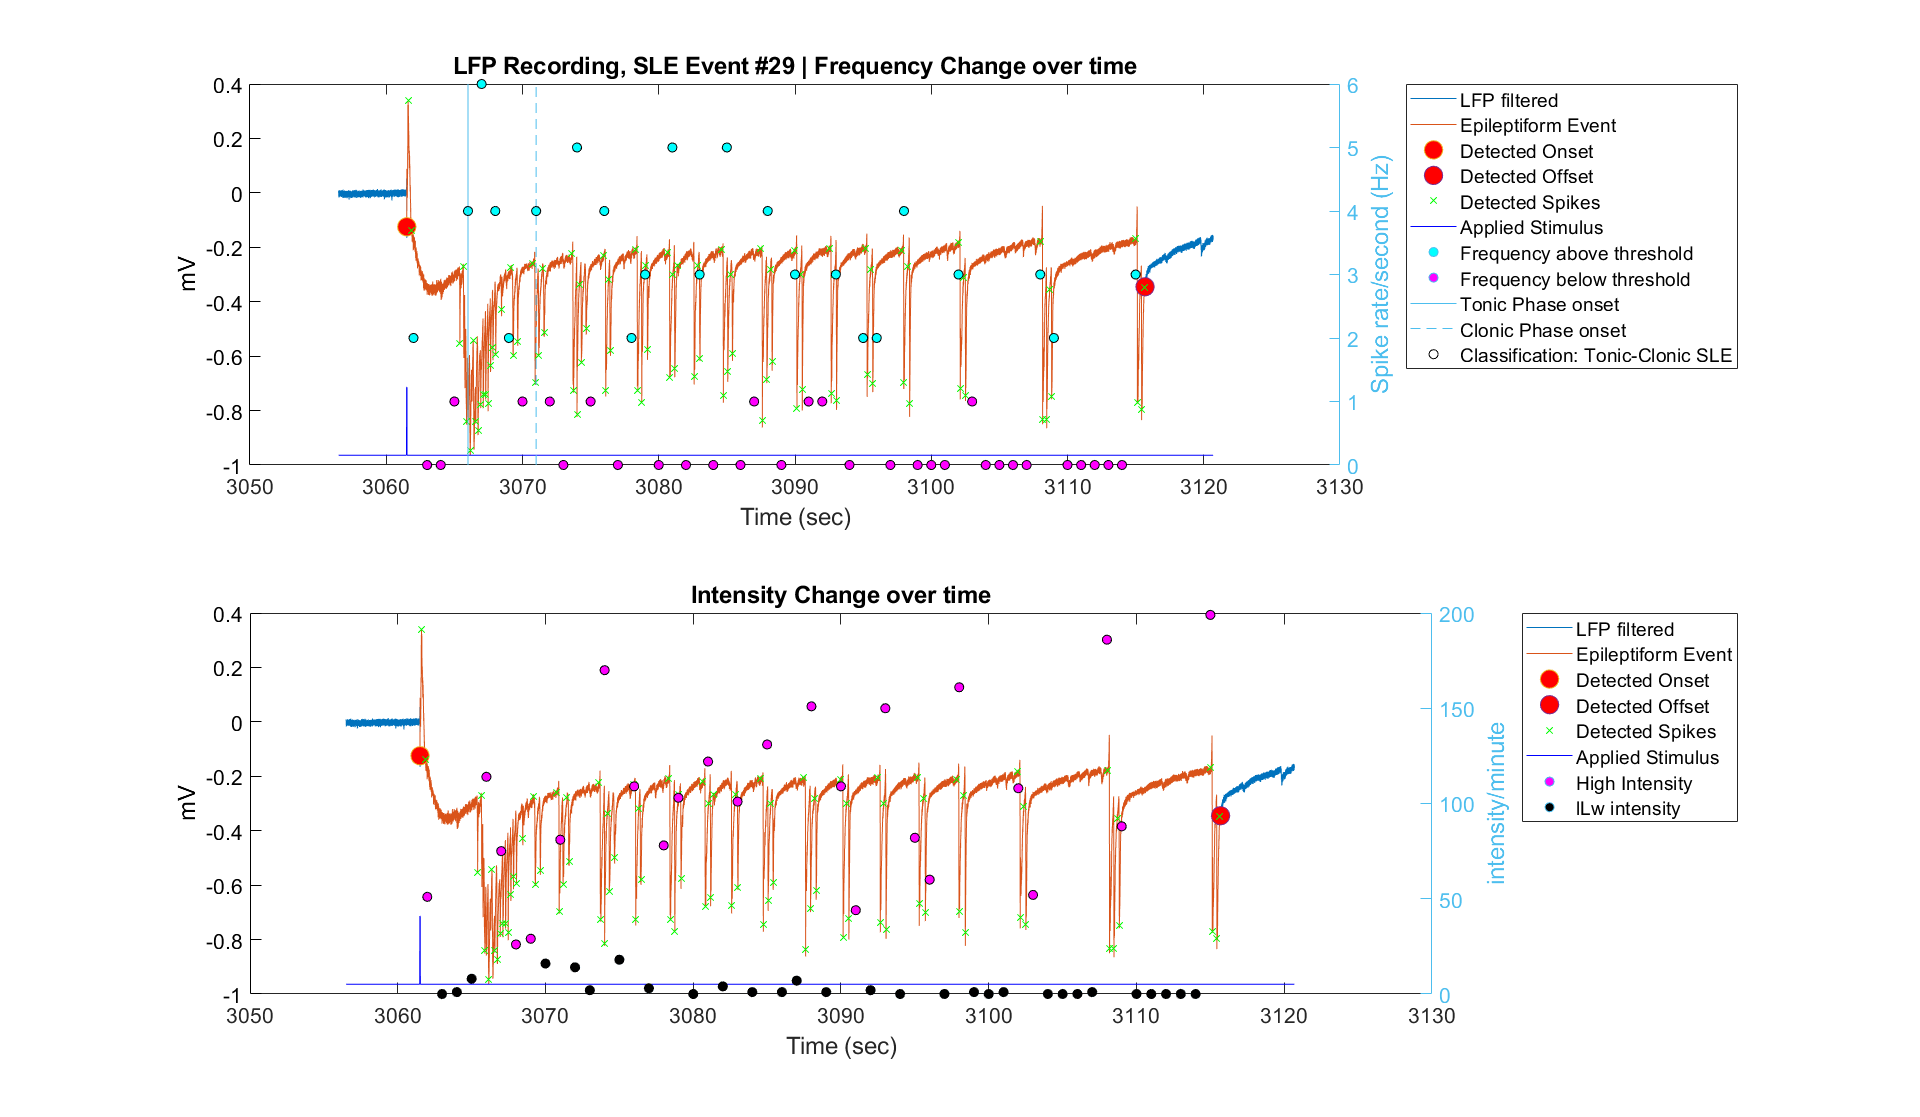 LFP Recording, SLE Event #29 | Frequency Change over time
0.4
0.2
0
-0.2
-0.4
-0.6
-0.8
-1
mV
3050 3060 3070 3080 3090 3100 3110 3120 3130
Time (sec)
6
5
4
3
2
1
0
Spike rate/second (Hz)
LFP filtered
Epileptiform Event
Detected Onset
Detected Offset
Detected Spikes
Applied Stimulus
Frequency above threshold
Frequency below threshold
Tonic Phase onset
Clonic Phase onset
Classification: Tonic-Clonic SLE
Intensity Change over time
0.4
0.2
0
-0.2
-0.4
-0.6
-0.8
-1
mV
3050 3060 3070 3080 3090 3100 3110 3120 3130
Time (sec)
200
150
100
50
0
intensity/minute
LFP filtered
Epileptiform Event
Detected Onset
Detected Offset
Detected Spikes
Applied Stimulus
High Intensity
lLw intensity